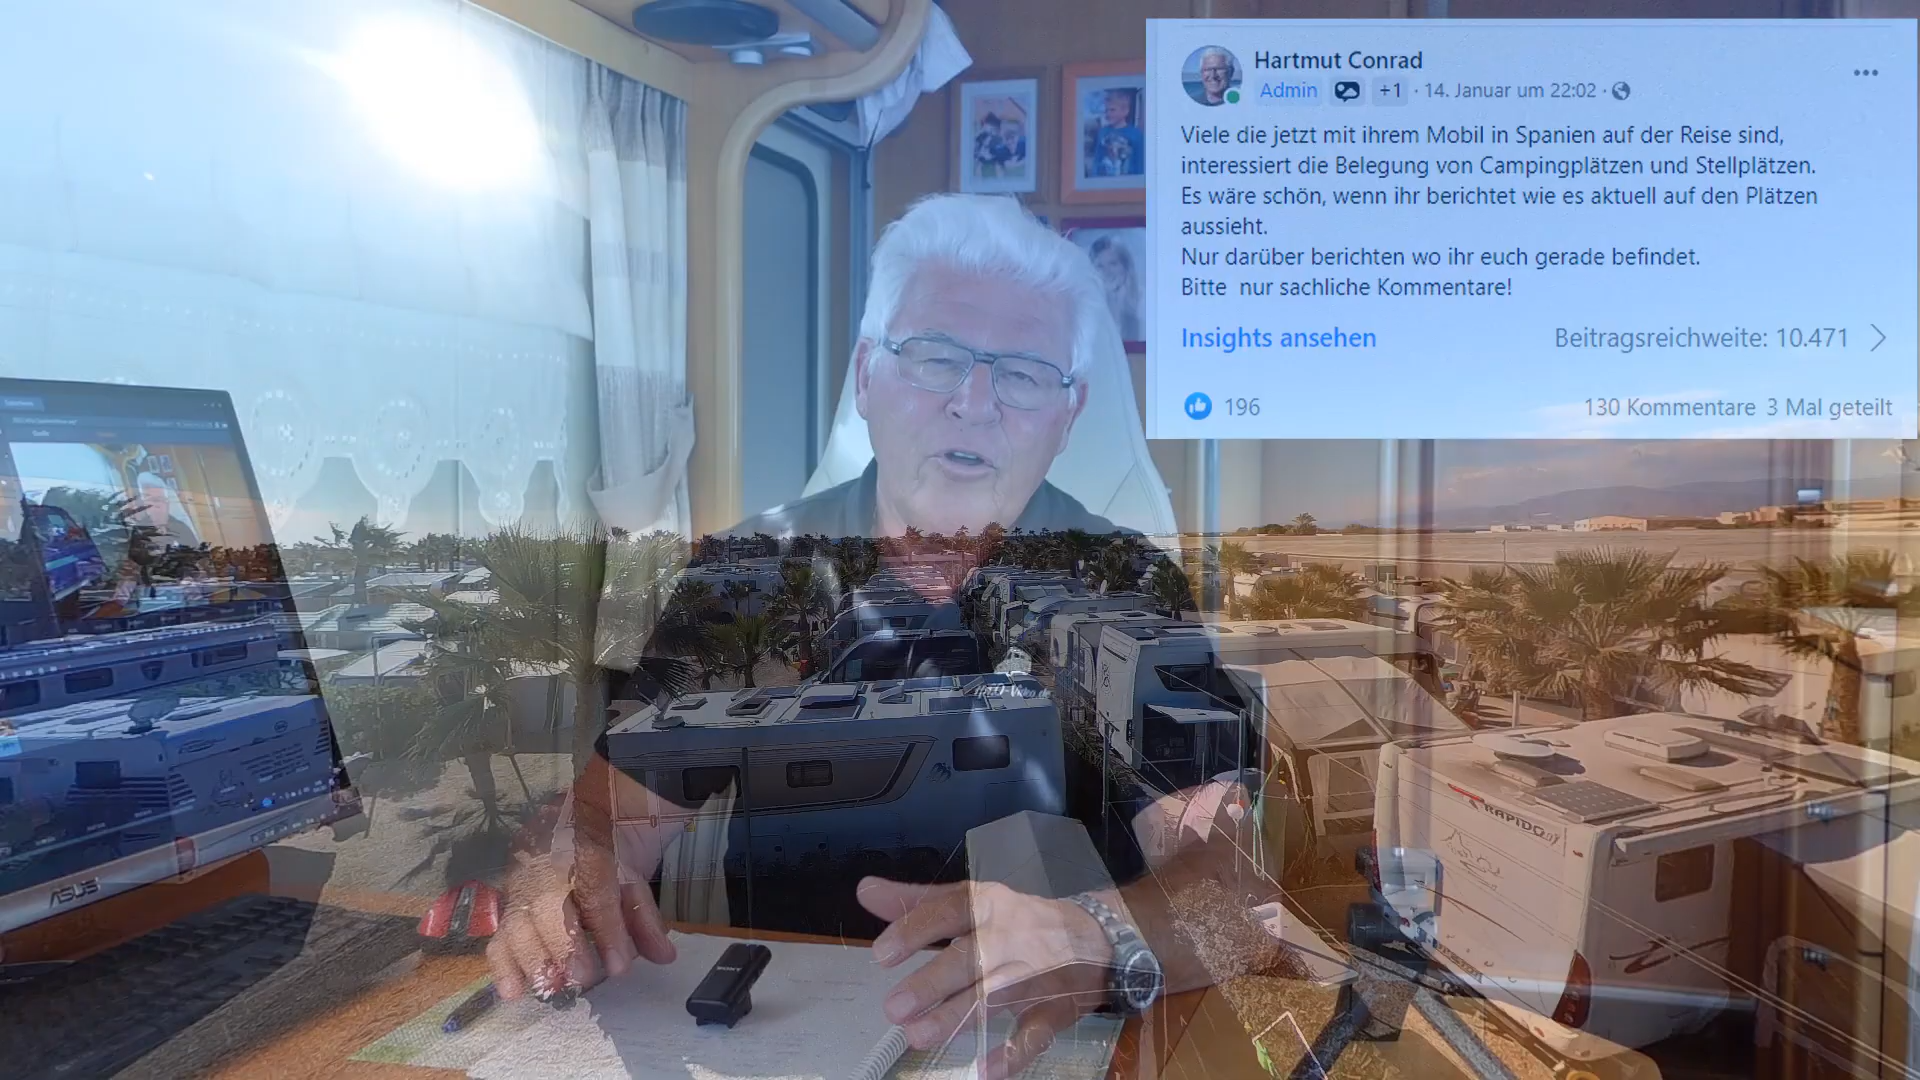 Hartmut Conrad
Admin +1 · 14. Januar um 22:02 ·
Viele die jetzt mit ihrem Mobil in Spanien auf der Reise sind,
interessiert die Belegung von Campingplätzen und Stellplätzen.
Es wäre schön, wenn ihr berichtet wie es aktuell auf den Plätzen
aussieht.
Nur darüber berichten wo ihr euch gerade befindet.
Bitte nur sachliche Kommentare!
Insights ansehen
Beitragsreichweite: 10.471
196
130 Kommentare 3 Mal geteilt
RAPIDO
ASUS
SONY